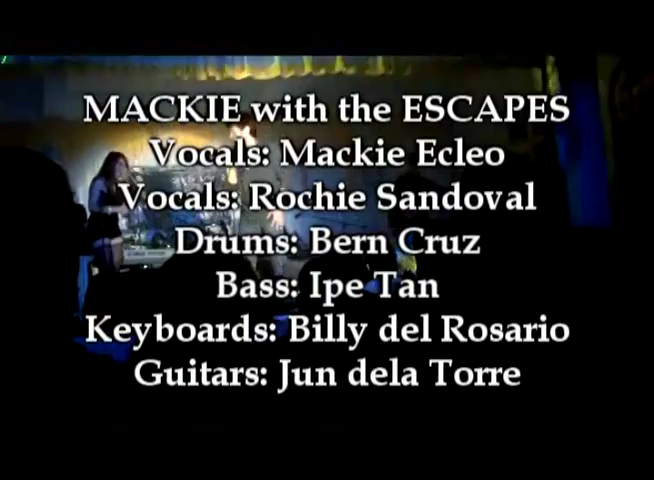 MACKIE with the ESCAPES
Vocals: Mackie Ecleo
Vocals: Rochie Sandoval
Drums: Bern Cruz
Bass: Ipe Tan
Keyboards: Billy del Rosario
Guitars: Jun dela Torre